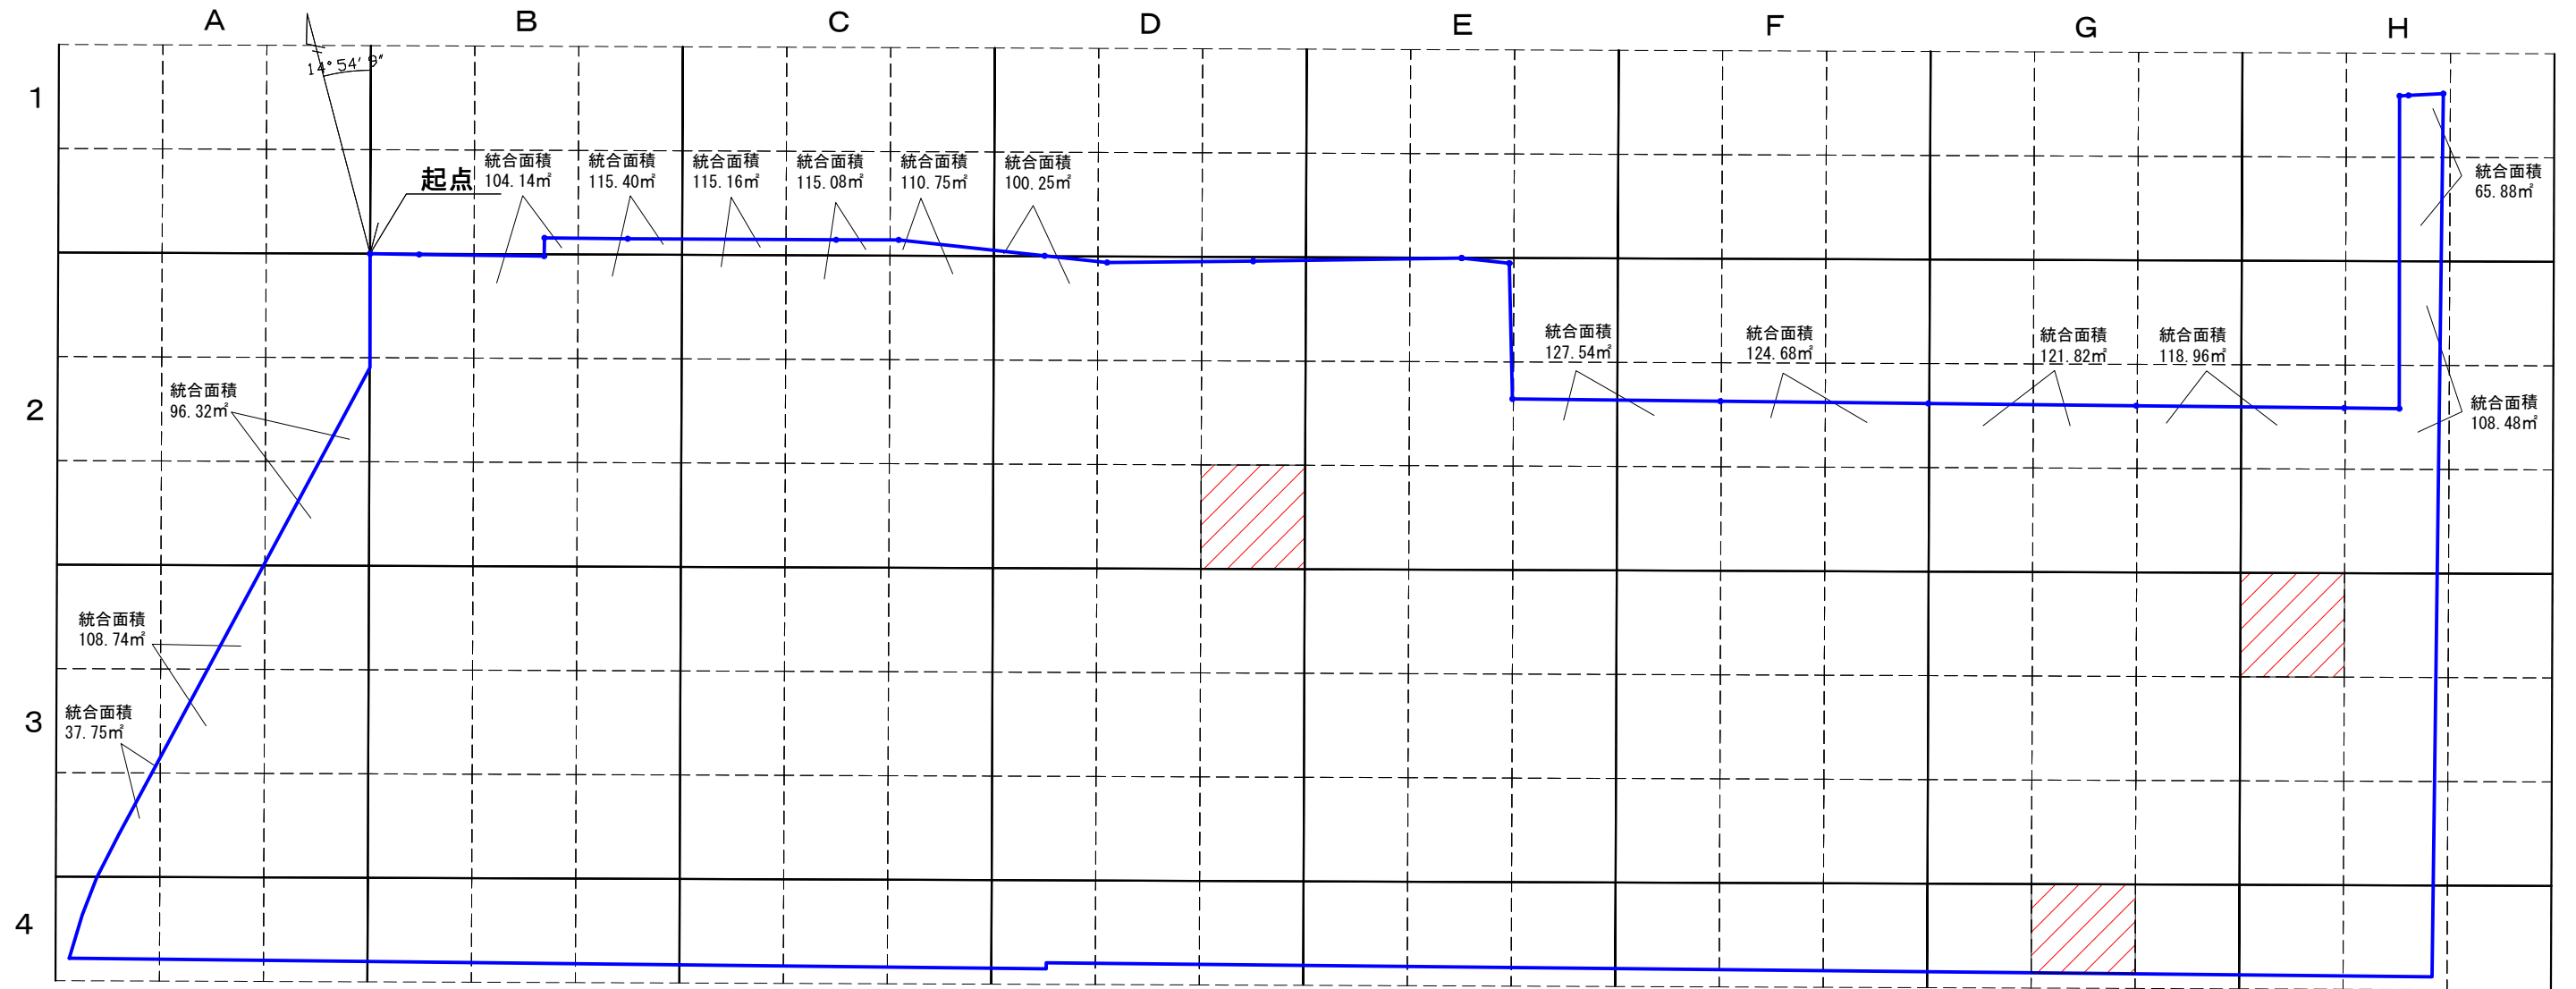 A
B
C
D
E
F
G
H
14°54′9″
1
起点
統合面積
104.14㎡
統合面積
115.40㎡
統合面積
115.16㎡
統合面積
115.08㎡
統合面積
110.75㎡
統合面積
100.25㎡
統合面積
65.88㎡
統合面積
127.54㎡
統合面積
124.68㎡
統合面積
121.82㎡
統合面積
118.96㎡
2
統合面積
96.32㎡
統合面積
108.48㎡
統合面積
108.74㎡
3
統合面積
37.75㎡
4